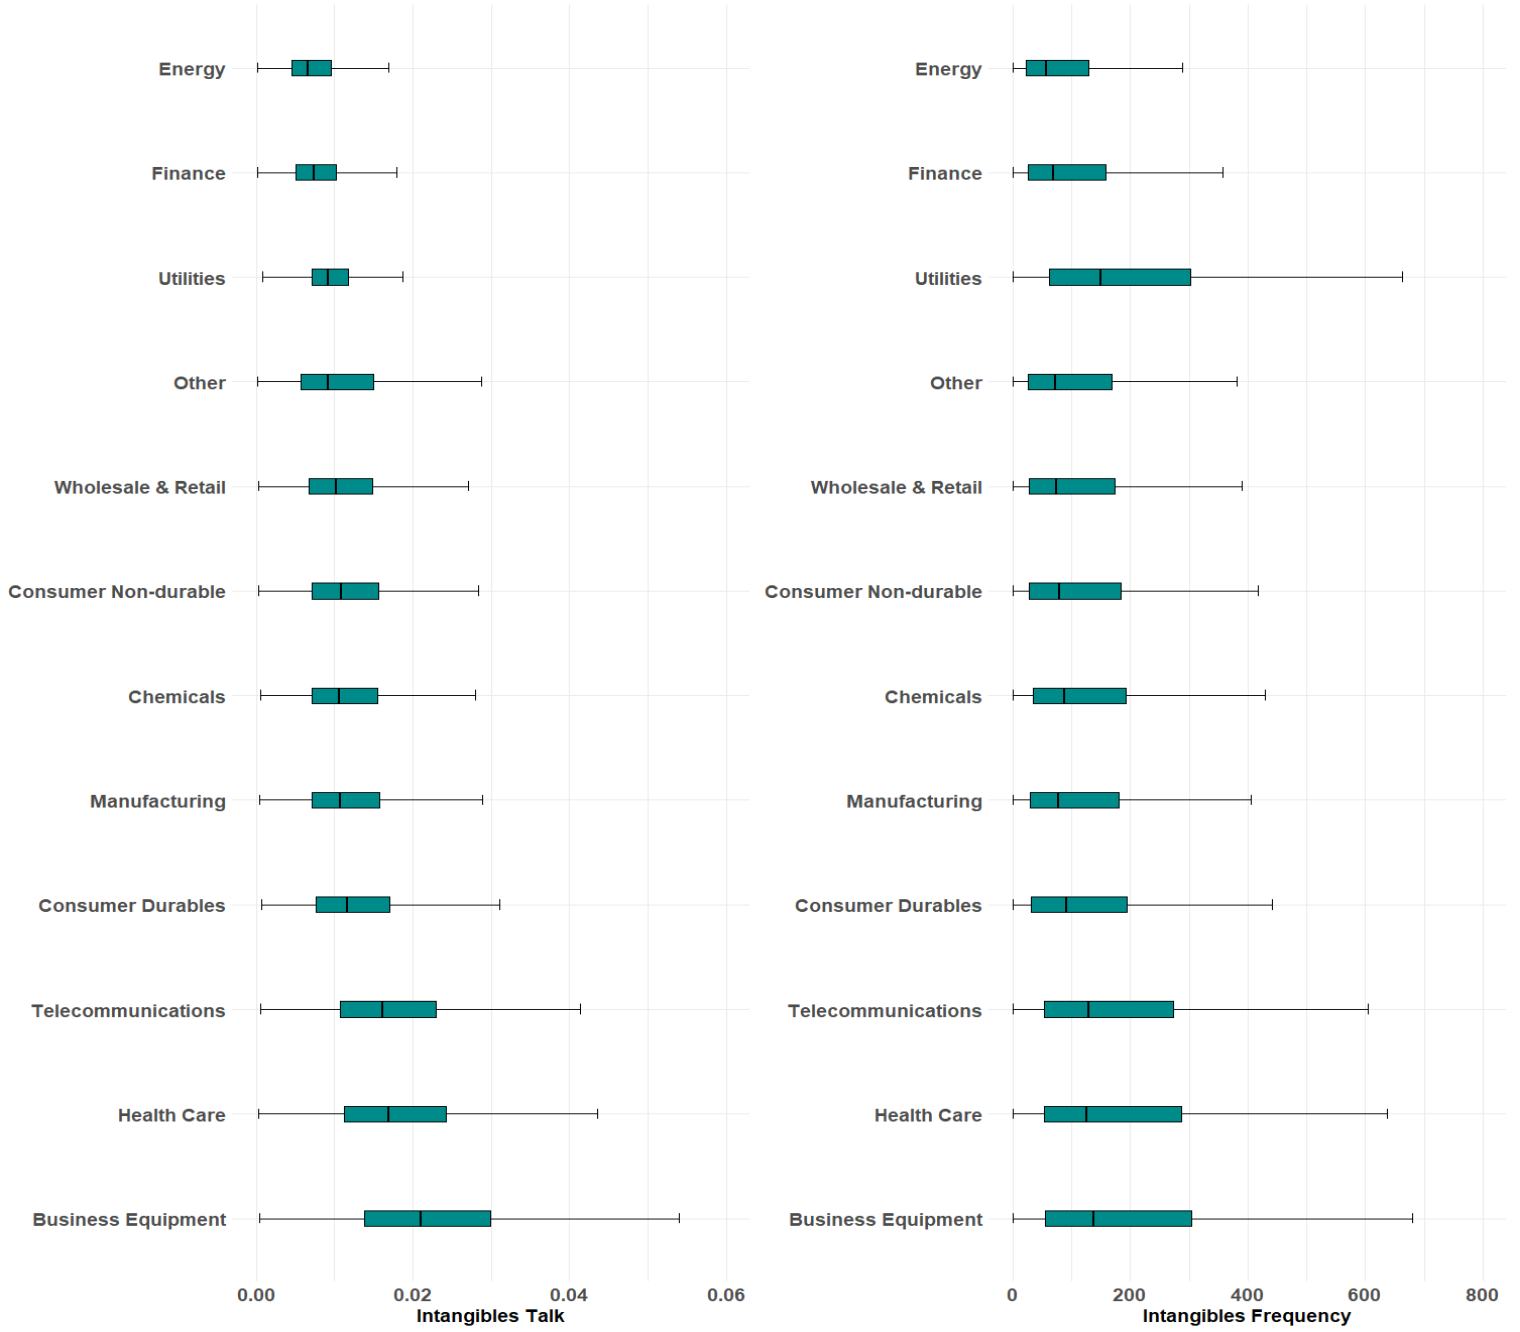 Energy
Finance
Utilities
Other
Wholesale & Retail
Consumer Non-durable
Chemicals
Manufacturing
Consumer Durables
Telecommunications
Health Care
Business Equipment
0.00 0.02 0.04 0.06
Intangibles Talk
Energy
Finance
Utilities
Other
Wholesale & Retail
Consumer Non-durable
Chemicals
Manufacturing
Consumer Durables
Telecommunications
Health Care
Business Equipment
0 200 400 600 800
Intangibles Frequency